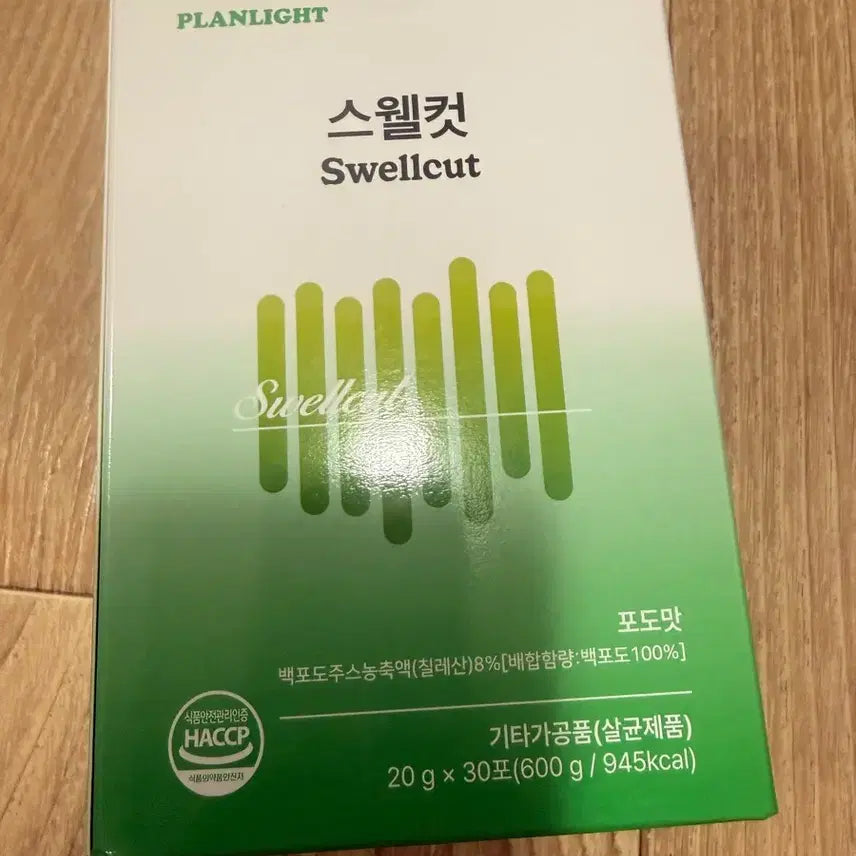 PLANLIGHT
스웰컷
Swellcut
Swellcut
포도맛
백포도주스농축액(칠레산)8%[배합함량:백포도100%]
식품안전관리인증
HACCP
식품의약품안전처
기타가공품(살균제품)
20 g × 30포(600 g / 945kcal)